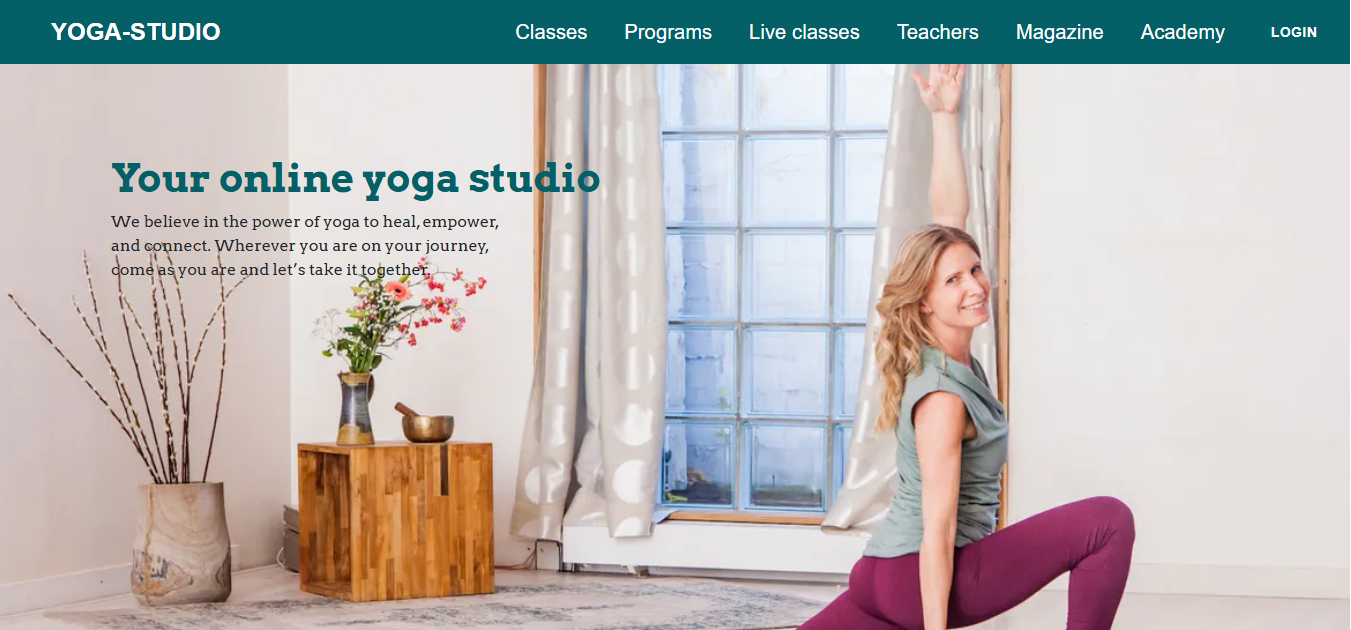 YOGA-STUDIO
Classes Programs Live classes Teachers Magazine Academy LOGIN
Your online yoga studio
We believe in the power of yoga to heal, empower,
and connect. Wherever you are on your journey,
come as you are and let’s take it together.